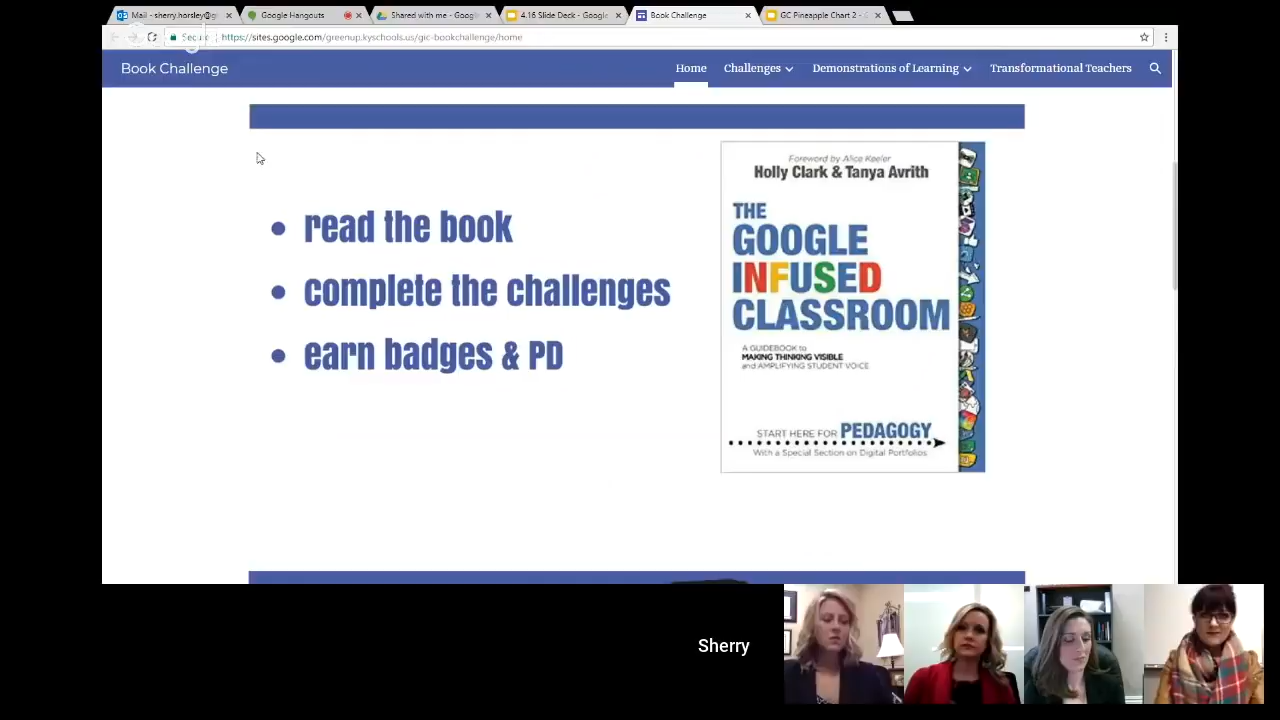 Mail - sherry.horsley@g
Google Hangouts
Shared with me - Google
4.16 Slide Deck - Google
Book Challenge
GC Pineapple Chart 2 -
https://sites.google.com/greenup.kyschools.us/gic-bookchallenge/home
Book Challenge
Home
Challenges
Demonstrations of Learning
Transformational Teachers
Foreword by Alice Keeler
Holly Clark & Tanya Avrith
THE
GOOGLE
INFUSED
CLASSROOM
A GUIDEBOOK to
MAKING THINKING VISIBLE
and AMPLIFYING STUDENT VOICE
START HERE FOR PEDAGOGY
With a Special Section on Digital Portfolios
• read the book
• complete the challenges
• earn badges & PD
Sherry